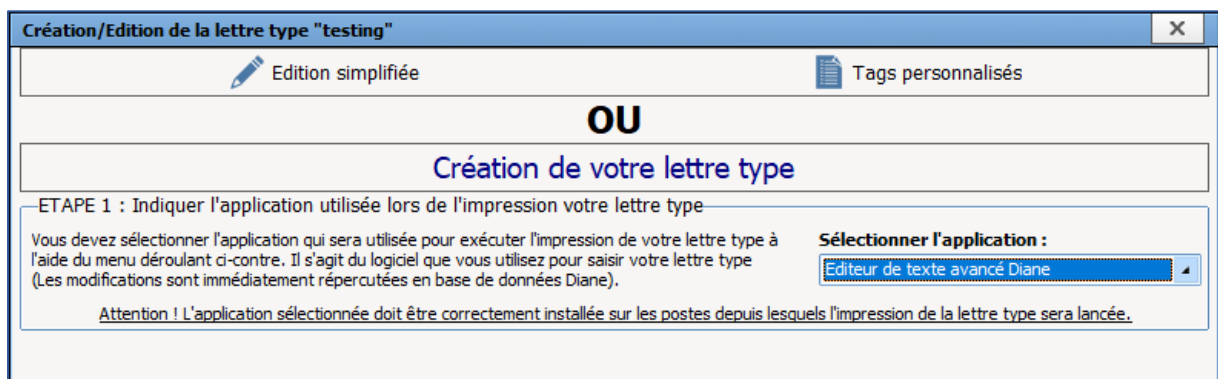 Création/Edition de la lettre type "testing"
Edition simplifiée
Tags personnalisés
OU
Création de votre lettre type
ETAPE 1 : Indiquer l'application utilisée lors de l'impression votre lettre type
Vous devez sélectionner l'application qui sera utilisée pour exécuter l'impression de votre lettre type à
l'aide du menu déroulant ci-contre. Il s'agit du logiciel que vous utilisez pour saisir votre lettre type
(Les modifications sont immédiatement répercutées en base de données Diane).
Sélectionner l'application :
Editeur de texte avancé Diane
Attention ! L'application sélectionnée doit être correctement installée sur les postes depuis lesquels l'impression de la lettre type sera lancée.